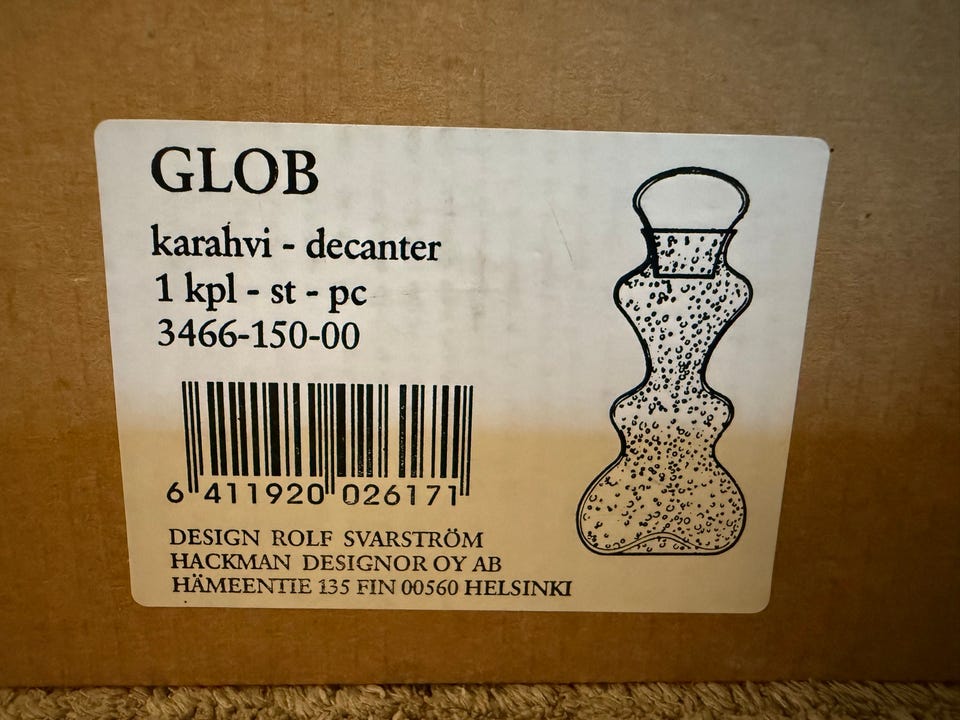 GLOB
karahvi - decanter
1 kpl - st - pc
3466-150-00
6 411920 026171
DESIGN ROLF SVARSTRÖM
HACKMAN DESIGNOR OY AB
HÄMEENTIE 135 FIN 00560 HELSINKI